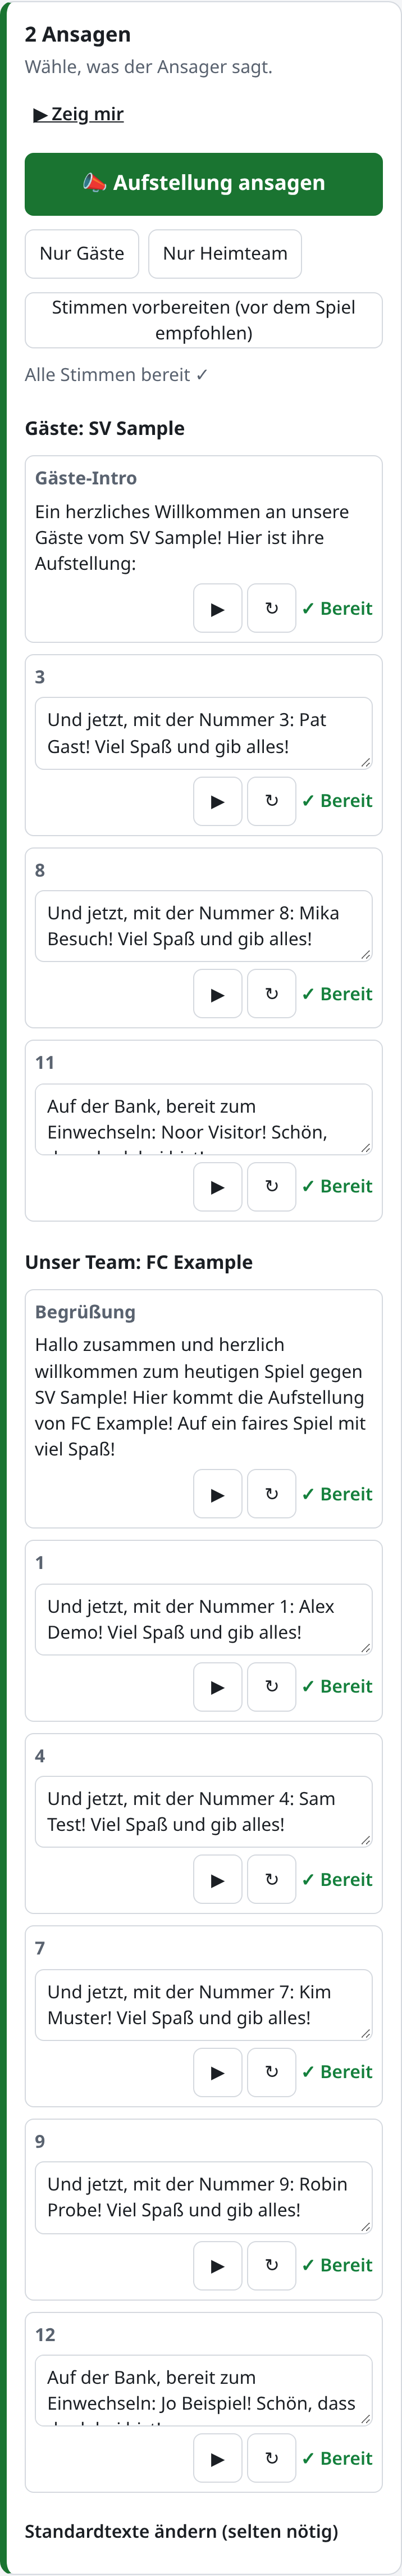 2 Ansagen
Wähle, was der Ansager sagt.
▶ Zeig mir
📣 Aufstellung ansagen
Nur Gäste
Nur Heimteam
Stimmen vorbereiten (vor dem Spiel
empfohlen)
Alle Stimmen bereit ✓
Gäste: SV Sample
Gäste-Intro
Ein herzliches Willkommen an unsere
Gäste vom SV Sample! Hier ist ihre
Aufstellung:
▶ ↻ ✓ Bereit
3
Und jetzt, mit der Nummer 3: Pat
Gast! Viel Spaß und gib alles!
▶ ↻ ✓ Bereit
8
Und jetzt, mit der Nummer 8: Mika
Besuch! Viel Spaß und gib alles!
▶ ↻ ✓ Bereit
11
Auf der Bank, bereit zum
Einwechseln: Noor Visitor! Schön,
▶ ↻ ✓ Bereit
Unser Team: FC Example
Begrüßung
Hallo zusammen und herzlich
willkommen zum heutigen Spiel gegen
SV Sample! Hier kommt die Aufstellung
von FC Example! Auf ein faires Spiel mit
viel Spaß!
▶ ↻ ✓ Bereit
1
Und jetzt, mit der Nummer 1: Alex
Demo! Viel Spaß und gib alles!
▶ ↻ ✓ Bereit
4
Und jetzt, mit der Nummer 4: Sam
Test! Viel Spaß und gib alles!
▶ ↻ ✓ Bereit
7
Und jetzt, mit der Nummer 7: Kim
Muster! Viel Spaß und gib alles!
▶ ↻ ✓ Bereit
9
Und jetzt, mit der Nummer 9: Robin
Probe! Viel Spaß und gib alles!
▶ ↻ ✓ Bereit
12
Auf der Bank, bereit zum
Einwechseln: Jo Beispiel! Schön, dass
▶ ↻ ✓ Bereit
Standardtexte ändern (selten nötig)